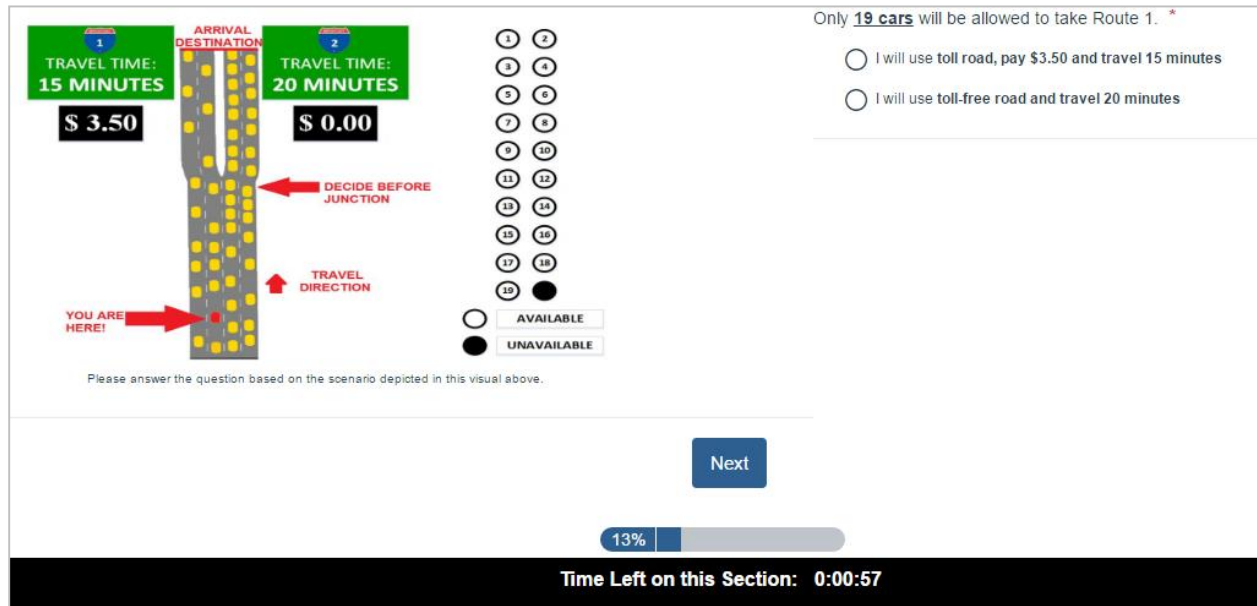 ARRIVAL
DESTINATION
1
TRAVEL TIME:
15 MINUTES
$ 3.50
2
TRAVEL TIME:
20 MINUTES
$ 0.00
DECIDE BEFORE
JUNCTION
TRAVEL
DIRECTION
YOU ARE
HERE!
1 2
3 4
5 6
7 8
9 10
11 12
13 14
15 16
17 18
19
AVAILABLE
UNAVAILABLE
Please answer the question based on the scenario depicted in this visual above.
Only 19 cars will be allowed to take Route 1. *
I will use toll road, pay $3.50 and travel 15 minutes
I will use toll-free road and travel 20 minutes
Next
13%
Time Left on this Section: 0:00:57